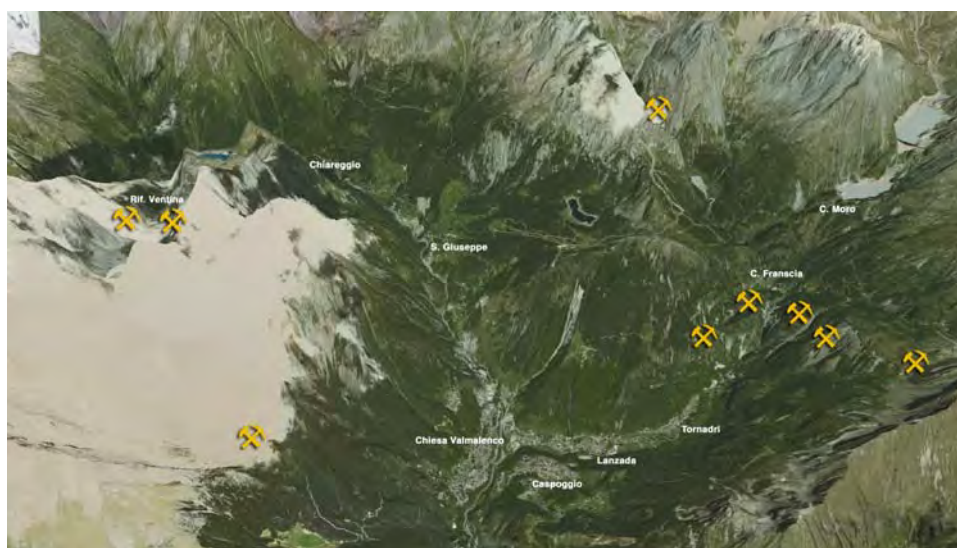 Chiareggio
Rif. Ventina
C. Moro
S. Giuseppe
C. Franscia
Tornadri
Chiesa Valmalenco
Lanzada
Caspoggio